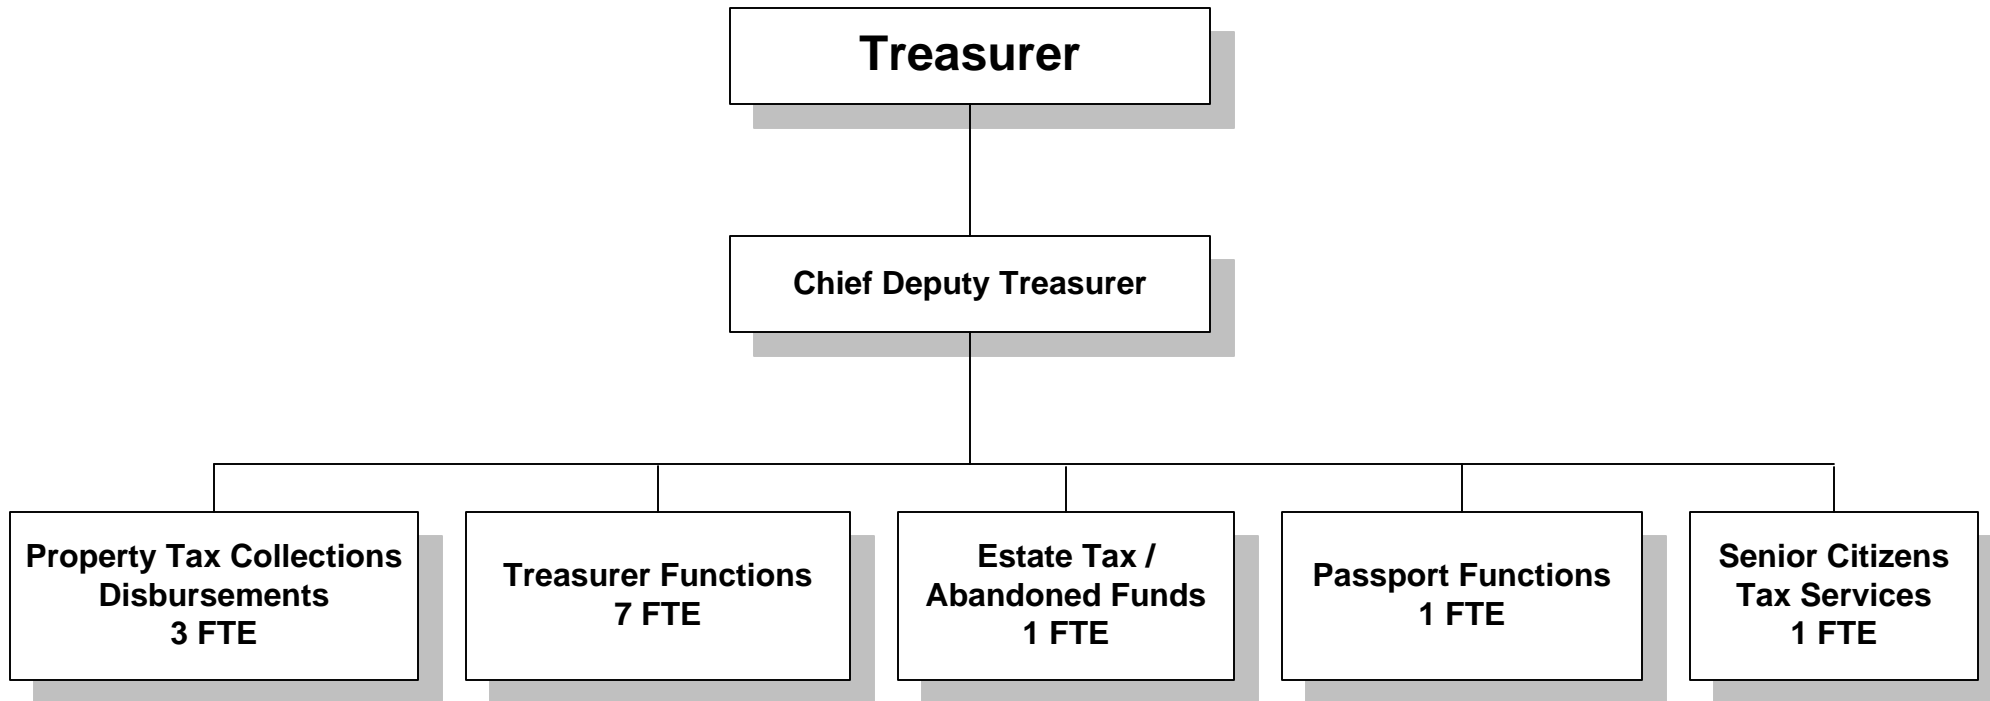 Treasurer
Chief Deputy Treasurer
Property Tax Collections
Disbursements
3 FTE
Treasurer Functions
7 FTE
Estate Tax /
Abandoned Funds
1 FTE
Passport Functions
1 FTE
Senior Citizens
Tax Services
1 FTE